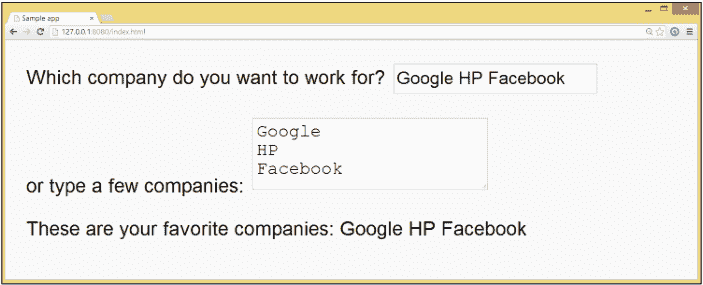 Sample app
127.0.0.1:8080/index.html
Which company do you want to work for? Google HP Facebook
Google
HP
Facebook
or type a few companies:
These are your favorite companies: Google HP Facebook